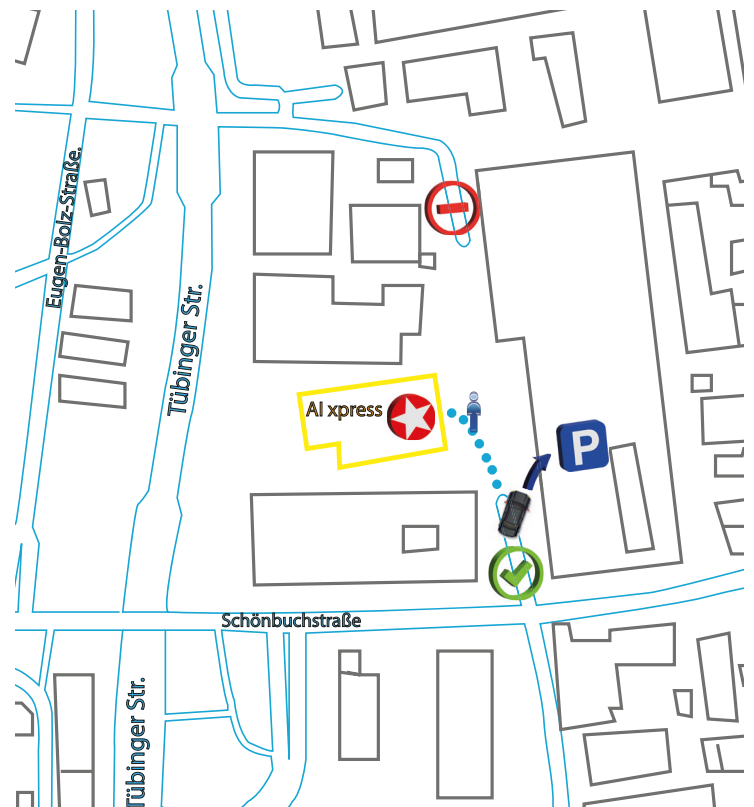 Eugen-Bolz-Straße.
Tübinger Str.
AI xpress
P
Schönbuchstraße
Tübinger Str.